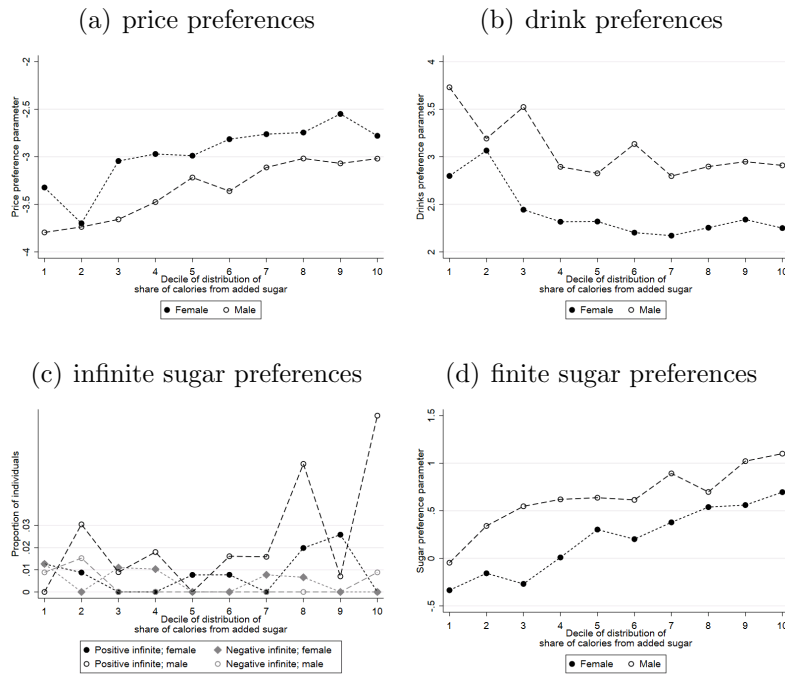 (a) price preferences
Price preference parameter
-2
-2.5
-3
-3.5
-4
1 2 3 4 5 6 7 8 9 10
Decile of distribution of
share of calories from added sugar
Female Male
(b) drink preferences
Drinks preference parameter
4
3.5
3
2.5
2
1 2 3 4 5 6 7 8 9 10
Decile of distribution of
share of calories from added sugar
Female Male
(c) infinite sugar preferences
Proportion of individuals
.03
.02
.01
0
1 2 3 4 5 6 7 8 9 10
Decile of distribution of
share of calories from added sugar
Positive infinite; female Negative infinite; female
Positive infinite; male Negative infinite; male
(d) finite sugar preferences
Sugar preference parameter
1.5
1
.5
0
-.5
1 2 3 4 5 6 7 8 9 10
Decile of distribution of
share of calories from added sugar
Female Male